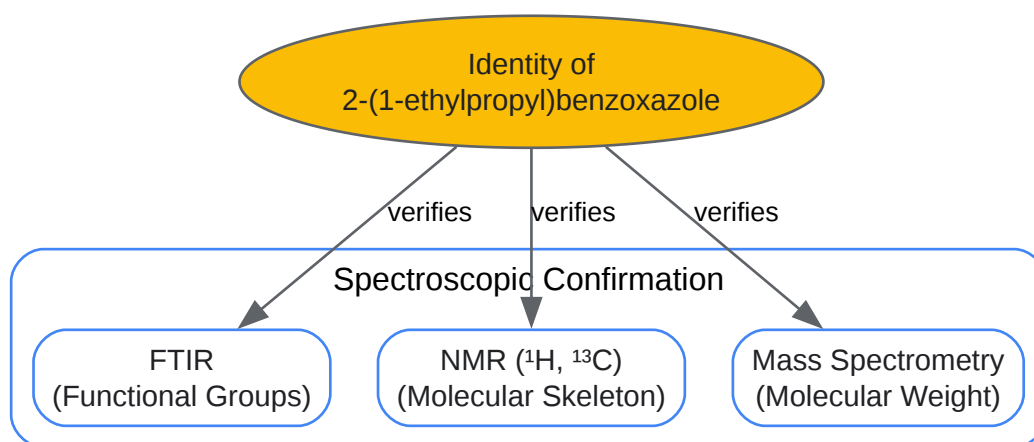 Identity of
2-(1-ethylpropyl)benzoxazole
verifies
verifies
verifies
Spectroscopic Confirmation
FTIR
(Functional Groups)
NMR (¹H, ¹³C)
(Molecular Skeleton)
Mass Spectrometry
(Molecular Weight)